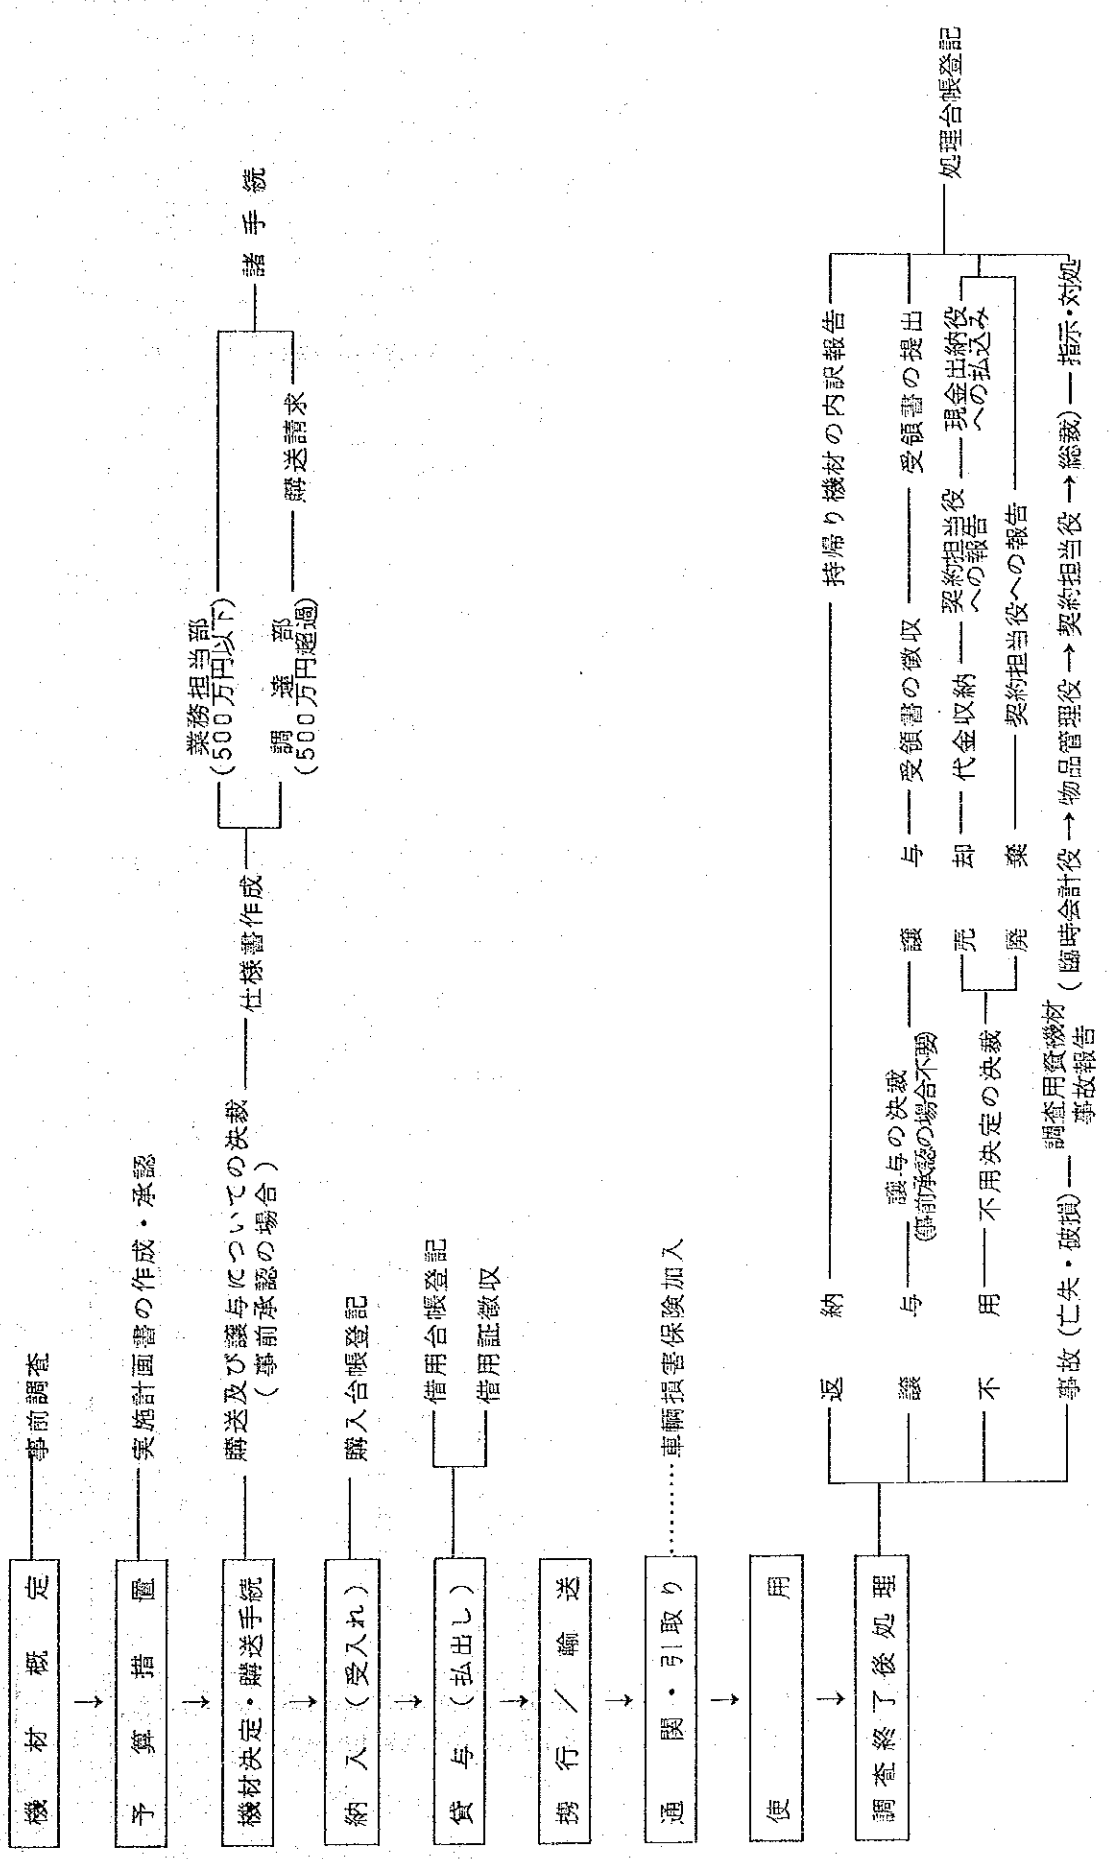 機材概定
事前調査
予算措置
実施計画書の作成・承認
機材決定・購送手続
購送及び譲与についての決裁
(事前承認の場合)
仕様書作成
業務担当部
(500万円以下)
調達部
(500万円超過)
購送請求
諸手続
納入(受入れ)
購入台帳登記
貸与(払出し)
借用台帳登記
借用証徴収
携行/輸送
通関・引取り
車輌損害保険加入
使用
調査終了後処理
返納
持帰り機材の内訳報告
譲与
譲与の決裁
(事前承認の場合不要)
譲与
受領書の徴収
受領書の提出
不用
不用決定の決裁
売却
代金収納
契約担当役
への報告
現金出納役
への払込み
廃棄
契約担当役への報告
事故(亡失・破損)
調査用資機材
事故報告
(臨時会計役→物品管理役→契約担当役→総裁)
指示・対処
処理台帳登記